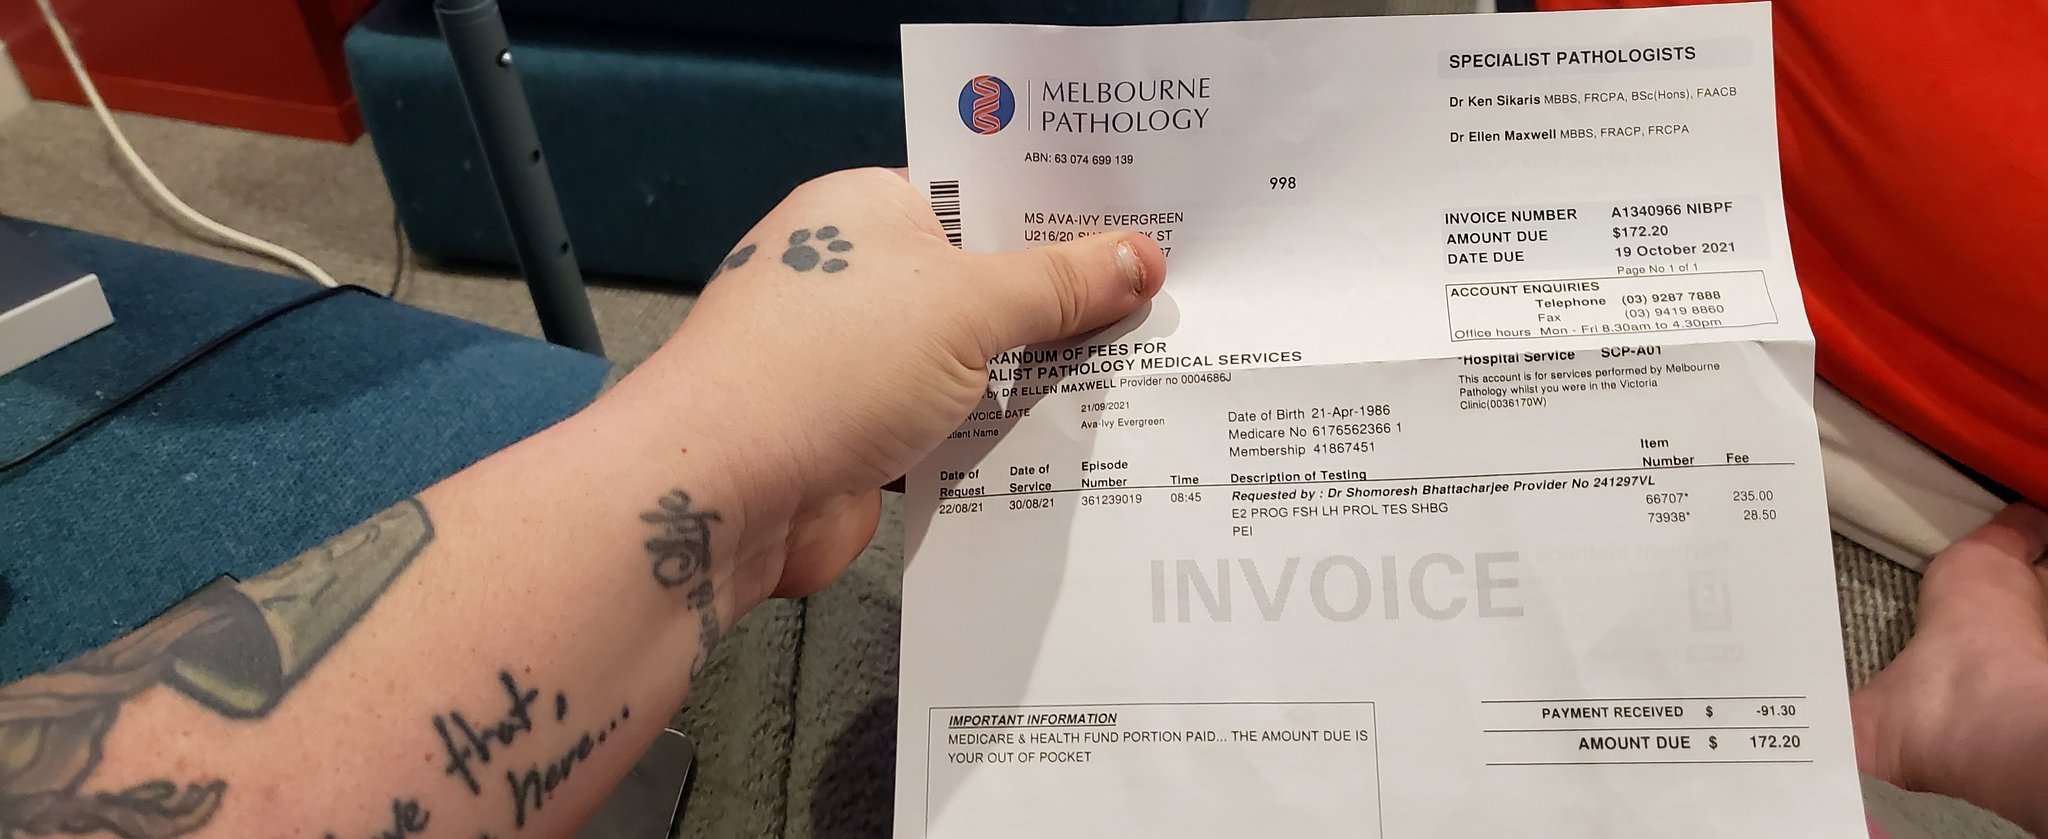 MELBOURNE
PATHOLOGY
ABN: 63 074 699 139
998
MS AVA-IVY EVERGREEN
U216/20 ST
SPECIALIST PATHOLOGISTS
Dr Ken Sikaris MBBS, FRCPA, BSc(Hons), FAACB
Dr Ellen Maxwell MBBS, FRACP, FRCPA
INVOICE NUMBER A1340966 NIBPF
AMOUNT DUE $172.20
DATE DUE 19 October 2021
Page No 1 of 1
ACCOUNT ENQUIRIES
Telephone (03) 9287 7888
Fax (03) 9419 8860
Office hours Mon - Fri 8.30am to 4.30pm
RANDUM OF FEES FOR
ALIST PATHOLOGY MEDICAL SERVICES
by DR ELLEN MAXWELL Provider no 0004686J
NVOICE DATE 21/09/2021
atient Name Ava-Ivy Evergreen
Date of Birth 21-Apr-1986
Medicare No 6176562366 1
Membership 41867451
*Hospital Service SCP-A01
This account is for services performed by Melbourne
Pathology whilst you were in the Victoria
Clinic(0036170W)
Date of Request Date of Service Episode Number Time Description of Testing Item Number Fee
Requested by : Dr Shomoresh Bhattacharjee Provider No 241297VL
22/08/21 30/08/21 361239019 08:45 E2 PROG FSH LH PROL TES SHBG 66707* 235.00
PEI 73938* 28.50
INVOICE
IMPORTANT INFORMATION
MEDICARE & HEALTH FUND PORTION PAID... THE AMOUNT DUE IS
YOUR OUT OF POCKET
PAYMENT RECEIVED $ -91.30
AMOUNT DUE $ 172.20
that,
here....